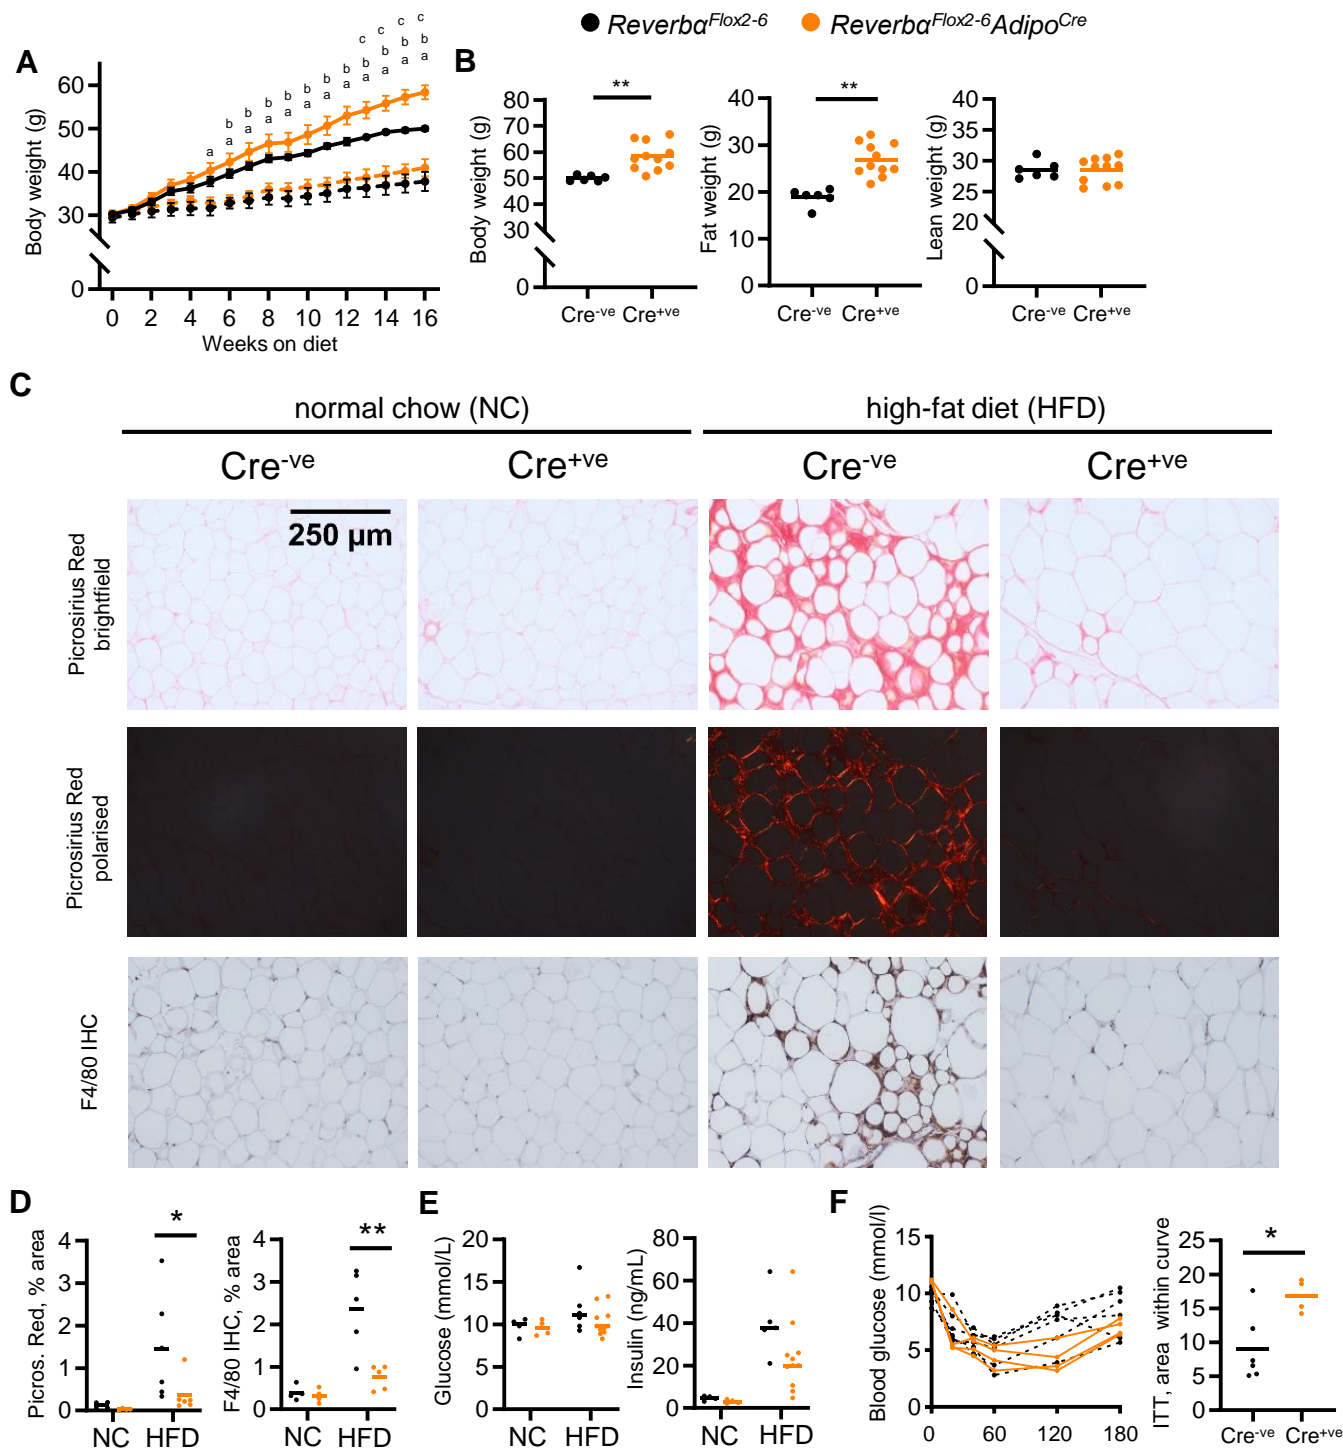 Reverbα^Flox2-6 Reverbα^Flox2-6Adipo^Cre
A
c c c c
b b b b b b b b b b b
a a a a a a a a a a a a
Body weight (g)
60
50
40
30
0
0 2 4 6 8 10 12 14 16
Weeks on diet
B
**
Body weight (g)
80
70
60
50
40
30
0
Cre-ve Cre+ve
**
Fat weight (g)
40
30
20
10
0
Cre-ve Cre+ve
Lean weight (g)
40
35
30
25
20
0
Cre-ve Cre+ve
C
normal chow (NC) high-fat diet (HFD)
Cre-ve Cre+ve Cre-ve Cre+ve
250 µm
Picrosirius Red
brightfield
Picrosirius Red
polarised
F4/80 IHC
D
*
Picros. Red, % area
4
3
2
1
0
NC HFD
**
F4/80 IHC, % area
4
3
2
1
0
NC HFD
E
Glucose (mmol/L)
20
15
10
5
0
NC HFD
Insulin (ng/mL)
80
60
40
20
0
NC HFD
F
Blood glucose (mmol/l)
15
10
5
0
0 60 120 180
*
ITT, area within curve
25
20
15
10
5
0
Cre-ve Cre+ve